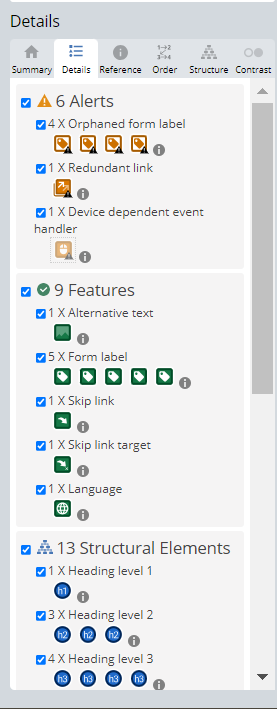 Details
Summary
Details
Reference
Order
Structure
Contrast
6 Alerts
4 X Orphaned form label
1 X Redundant link
1 X Device dependent event
handler
9 Features
1 X Alternative text
5 X Form label
1 X Skip link
1 X Skip link target
1 X Language
13 Structural Elements
1 X Heading level 1
h1
3 X Heading level 2
h2 h2 h2
4 X Heading level 3
h3 h3 h3 h3